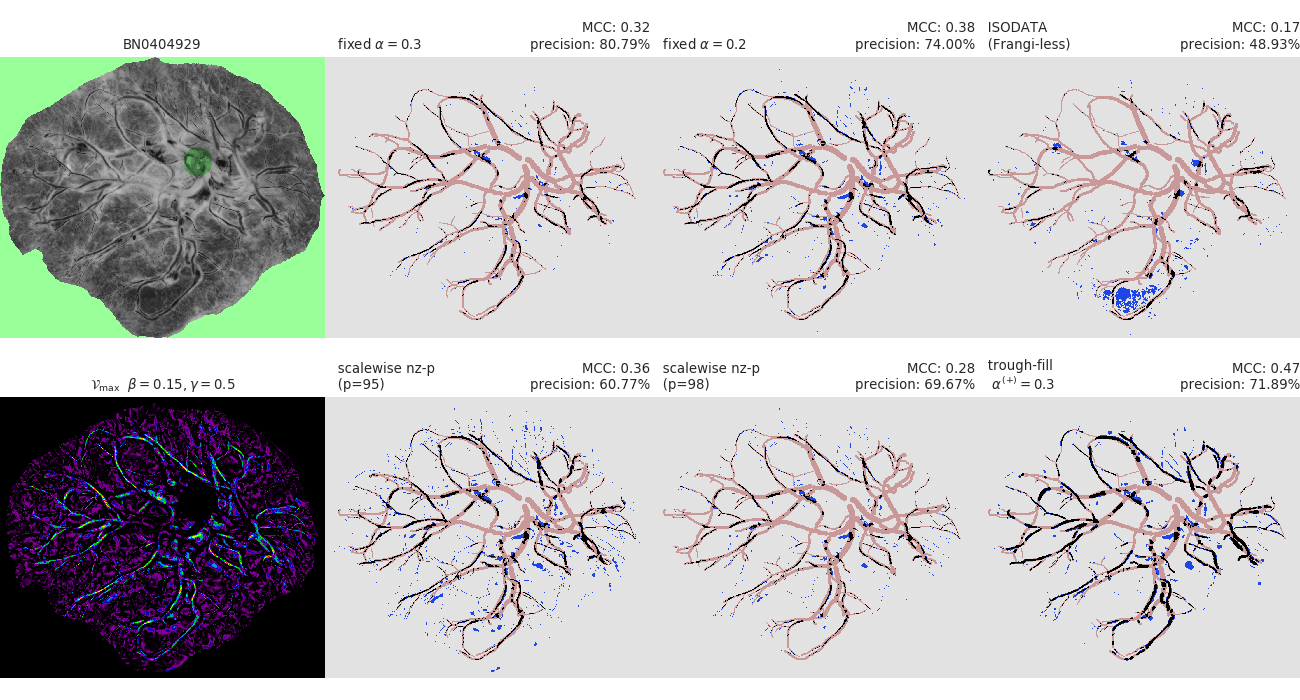 BN0404929
fixed α = 0.3
MCC: 0.32
precision: 80.79%
fixed α = 0.2
MCC: 0.38
precision: 74.00%
ISODATA
(Frangi-less)
MCC: 0.17
precision: 48.93%
𝒱max β = 0.15, γ = 0.5
scalewise nz-p
(p=95)
MCC: 0.36
precision: 60.77%
scalewise nz-p
(p=98)
MCC: 0.28
precision: 69.67%
trough-fill
α(+) = 0.3
MCC: 0.47
precision: 71.89%